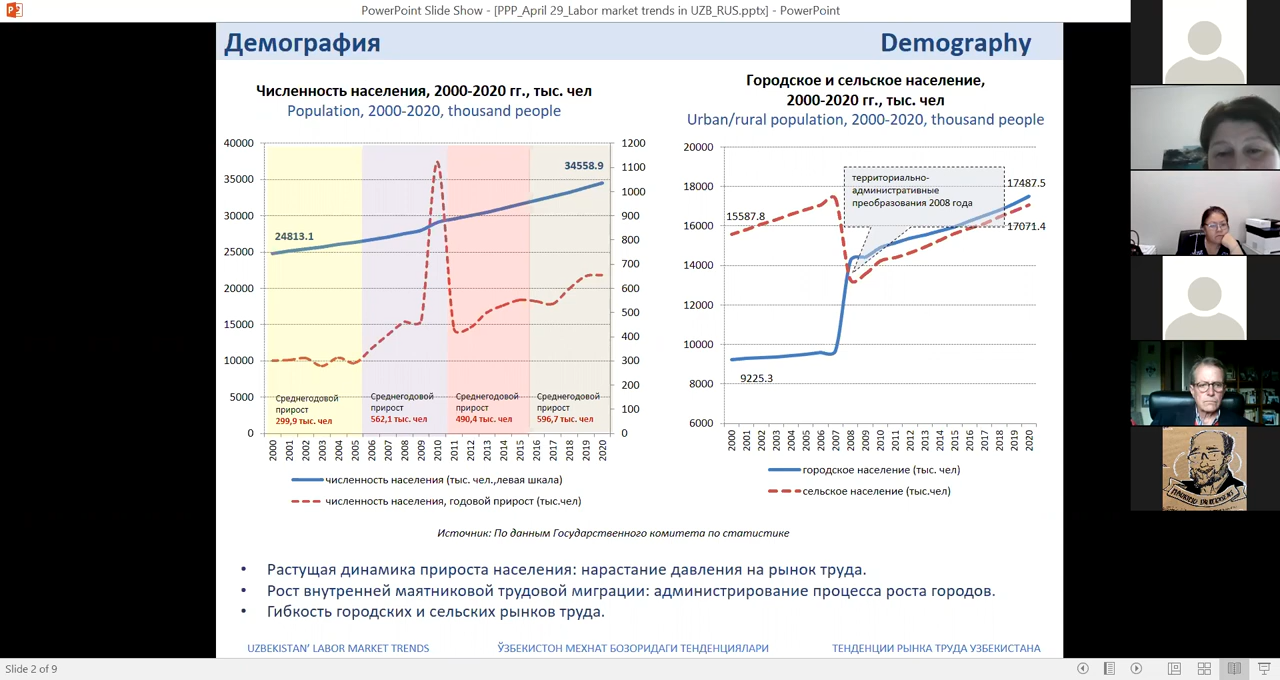 PowerPoint Slide Show - [PPP_April 29_Labor market trends in UZB_RUS.pptx] - PowerPoint
Демография
Demography
Численность населения, 2000-2020 гг., тыс. чел
Population, 2000-2020, thousand people
40000
35000
30000
25000
20000
15000
10000
5000
0
1200
1100
1000
900
800
700
600
500
400
300
200
100
0
24813.1
34558.9
Среднегодовой
прирост
299,9 тыс. чел
Среднегодовой
прирост
562,1 тыс. чел
Среднегодовой
прирост
490,4 тыс. чел
Среднегодовой
прирост
596,7 тыс. чел
2000 2001 2002 2003 2004 2005 2006 2007 2008 2009 2010 2011 2012 2013 2014 2015 2016 2017 2018 2019 2020
численность населения (тыс. чел.,левая шкала)
численность населения, годовой прирост (тыс.чел)
Городское и сельское население,
2000-2020 гг., тыс. чел
Urban/rural population, 2000-2020, thousand people
20000
18000
16000
14000
12000
10000
8000
6000
15587.8
9225.3
территориально-
административные
преобразования 2008 года
17487.5
17071.4
2000 2001 2002 2003 2004 2005 2006 2007 2008 2009 2010 2011 2012 2013 2014 2015 2016 2017 2018 2019 2020
городское население (тыс. чел)
сельское население (тыс.чел)
Источник: По данным Государственного комитета по статистике
• Растущая динамика прироста населения: нарастание давления на рынок труда.
• Рост внутренней маятниковой трудовой миграции: администрирование процесса роста городов.
• Гибкость городских и сельских рынков труда.
UZBEKISTAN’ LABOR MARKET TRENDS
ЎЗБЕКИСТОН МЕХНАТ БОЗОРИДАГИ ТЕНДЕНЦИЯЛАРИ
ТЕНДЕНЦИИ РЫНКА ТРУДА УЗБЕКИСТАНА
Slide 2 of 9